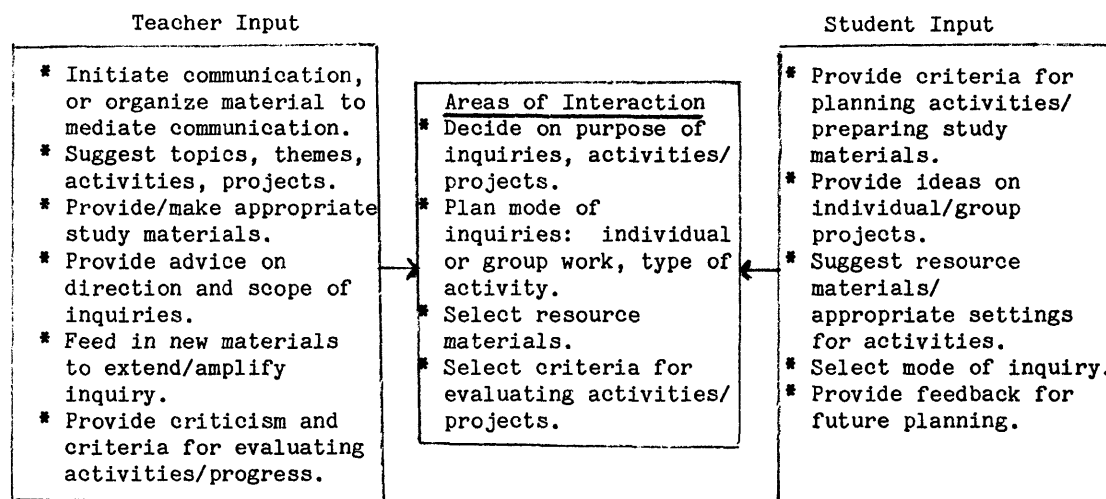 Teacher Input
* Initiate communication,
or organize material to
mediate communication.
* Suggest topics, themes,
activities, projects.
* Provide/make appropriate
study materials.
* Provide advice on
direction and scope of
inquiries.
* Feed in new materials
to extend/amplify
inquiry.
* Provide criticism and
criteria for evaluating
activities/progress.
Areas of Interaction
* Decide on purpose of
inquiries, activities/
projects.
* Plan mode of
inquiries: individual
or group work, type of
activity.
* Select resource
materials.
* Select criteria for
evaluating activities/
projects.
Student Input
* Provide criteria for
planning activities/
preparing study
materials.
* Provide ideas on
individual/group
projects.
* Suggest resource
materials/
appropriate settings
for activities.
* Select mode of inquiry.
* Provide feedback for
future planning.